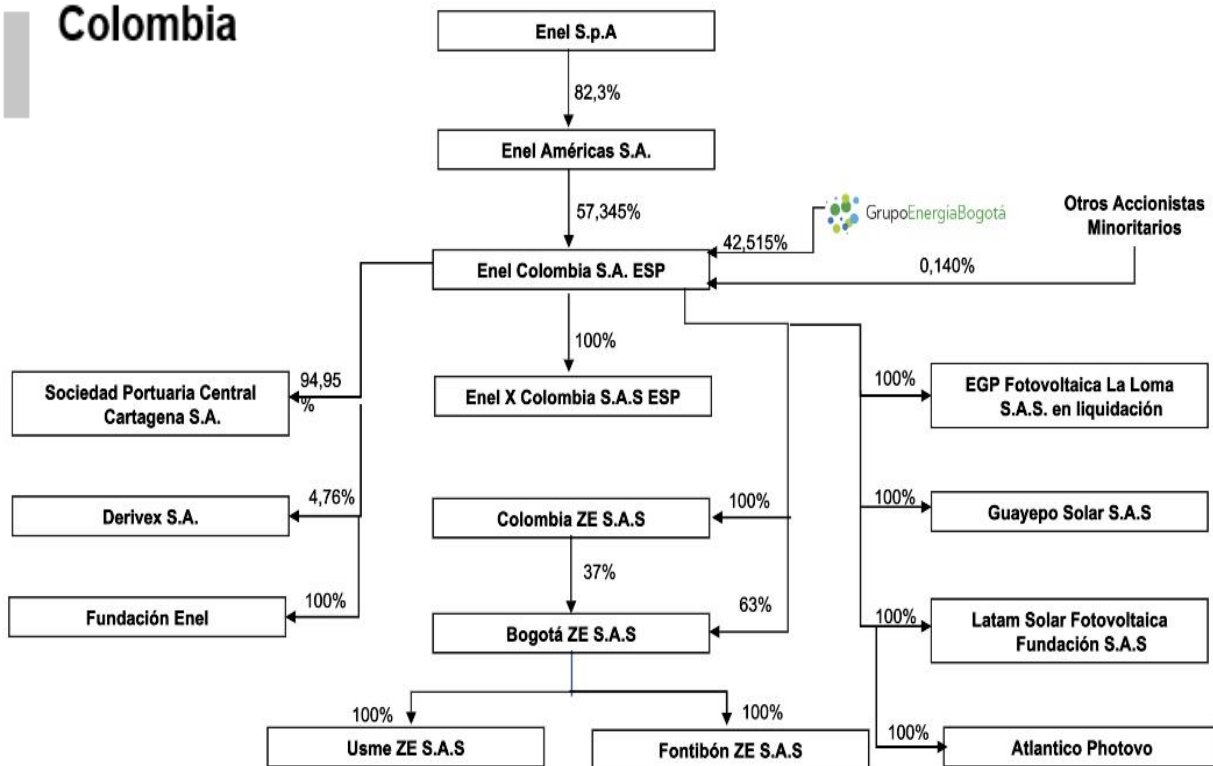 Colombia
Enel S.p.A
82,3%
Enel Américas S.A.
57,345%
GrupoEnergíaBogotá
Otros Accionistas
Minoritarios
42,515%
0,140%
Enel Colombia S.A. ESP
100%
94,95
%
Sociedad Portuaria Central
Cartagena S.A.
Enel X Colombia S.A.S ESP
100%
EGP Fotovoltaica La Loma
S.A.S. en liquidación
4,76%
Derivex S.A.
100%
Colombia ZE S.A.S
100%
Guayepo Solar S.A.S
37%
100%
Fundación Enel
63%
Bogotá ZE S.A.S
100%
Latam Solar Fotovoltaica
Fundación S.A.S
100%
Usme ZE S.A.S
100%
Fontibón ZE S.A.S
100%
Atlantico Photovo